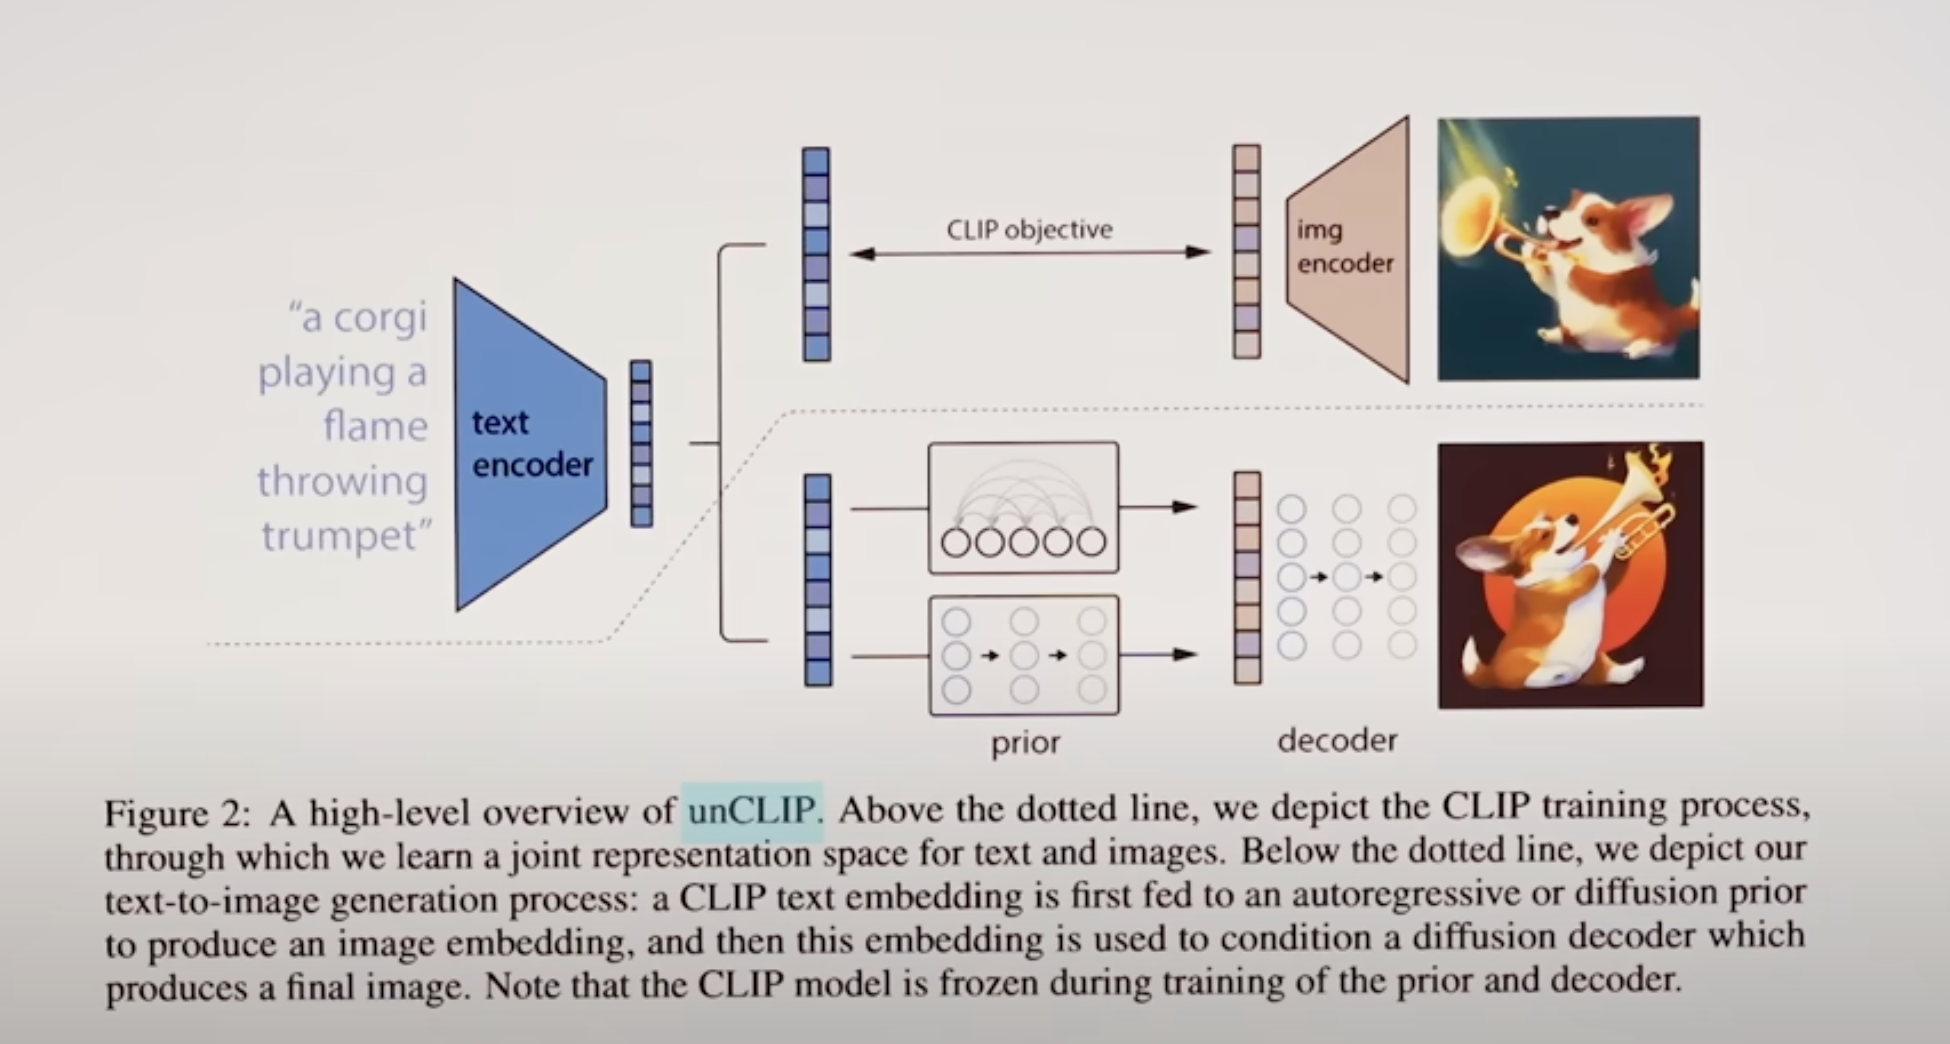 “a corgi
playing a
flame
throwing
trumpet”
text
encoder
CLIP objective
img
encoder
prior
decoder
Figure 2: A high-level overview of unCLIP. Above the dotted line, we depict the CLIP training process,
through which we learn a joint representation space for text and images. Below the dotted line, we depict our
text-to-image generation process: a CLIP text embedding is first fed to an autoregressive or diffusion prior
to produce an image embedding, and then this embedding is used to condition a diffusion decoder which
produces a final image. Note that the CLIP model is frozen during training of the prior and decoder.